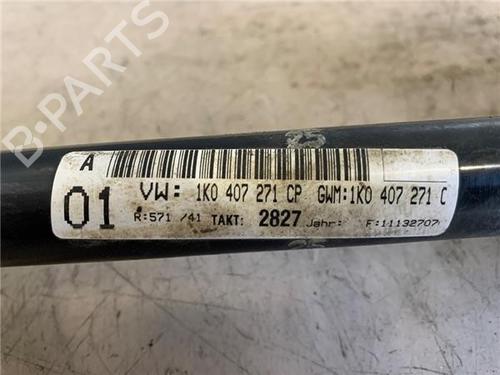 B-PARTS
A
01
VW: 1K0 407 271 CP GWM:1K0 407 271 C
R:571 /41 TAKT: 2827 Jahr: F:11132707